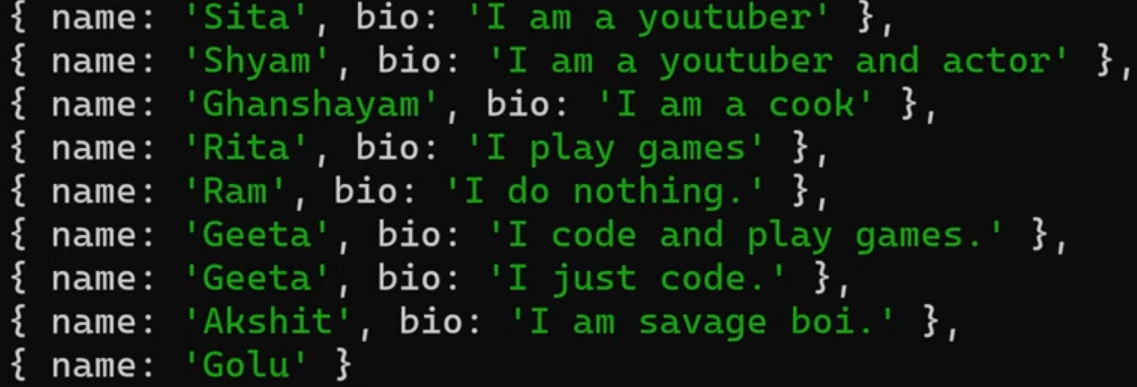 { name: 'Sita', bio: 'I am a youtuber' },
{ name: 'Shyam', bio: 'I am a youtuber and actor' },
{ name: 'Ghanshayam', bio: 'I am a cook' },
{ name: 'Rita', bio: 'I play games' },
{ name: 'Ram', bio: 'I do nothing.' },
{ name: 'Geeta', bio: 'I code and play games.' },
{ name: 'Geeta', bio: 'I just code.' },
{ name: 'Akshit', bio: 'I am savage boi.' },
{ name: 'Golu' }